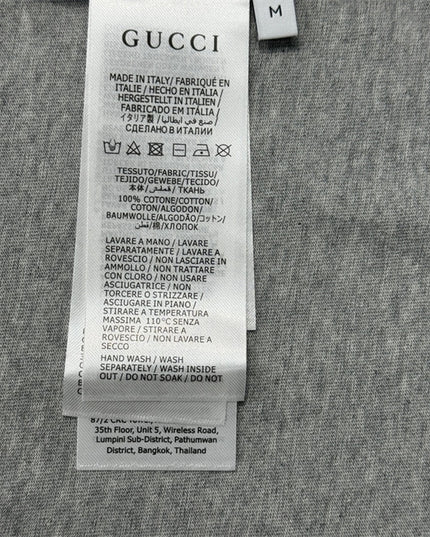 M
GUCCI
MADE IN ITALY/ FABRIQUÉ EN
ITALIE / HECHO EN ITALIA/
HERGESTELLT IN ITALIEN /
FABRICADO EM ITÁLIA /
イタリア製 / صنع في ايطاليا /
СДЕЛАНО В ИТАЛИИ
TESSUTO/FABRIC/TISSU/
TEJIDO/GEWEBE/TECIDO/
本体/ قماش / ТКАНЬ
100% COTONE/COTTON/
COTON/ALGODON/
BAUMWOLLE/ALGODÃO/コットン/
قطن/棉/ХЛОПОК
LAVARE A MANO / LAVARE
SEPARATAMENTE / LAVARE A
ROVESCIO / NON LASCIARE IN
AMMOLLO / NON TRATTARE
CON CLORO / NON USARE
ASCIUGATRICE / NON
TORCERE O STRIZZARE /
ASCIUGARE IN PIANO /
STIRARE A TEMPERATURA
MASSIMA 110°C SENZA
VAPORE / STIRARE A
ROVESCIO / NON LAVARE A
SECCO
HAND WASH / WASH
SEPARATELY / WASH INSIDE
OUT / DO NOT SOAK / DO NOT
35th Floor, Unit 5, Wireless Road,
Lumpini Sub-District, Pathumwan
District, Bangkok, Thailand